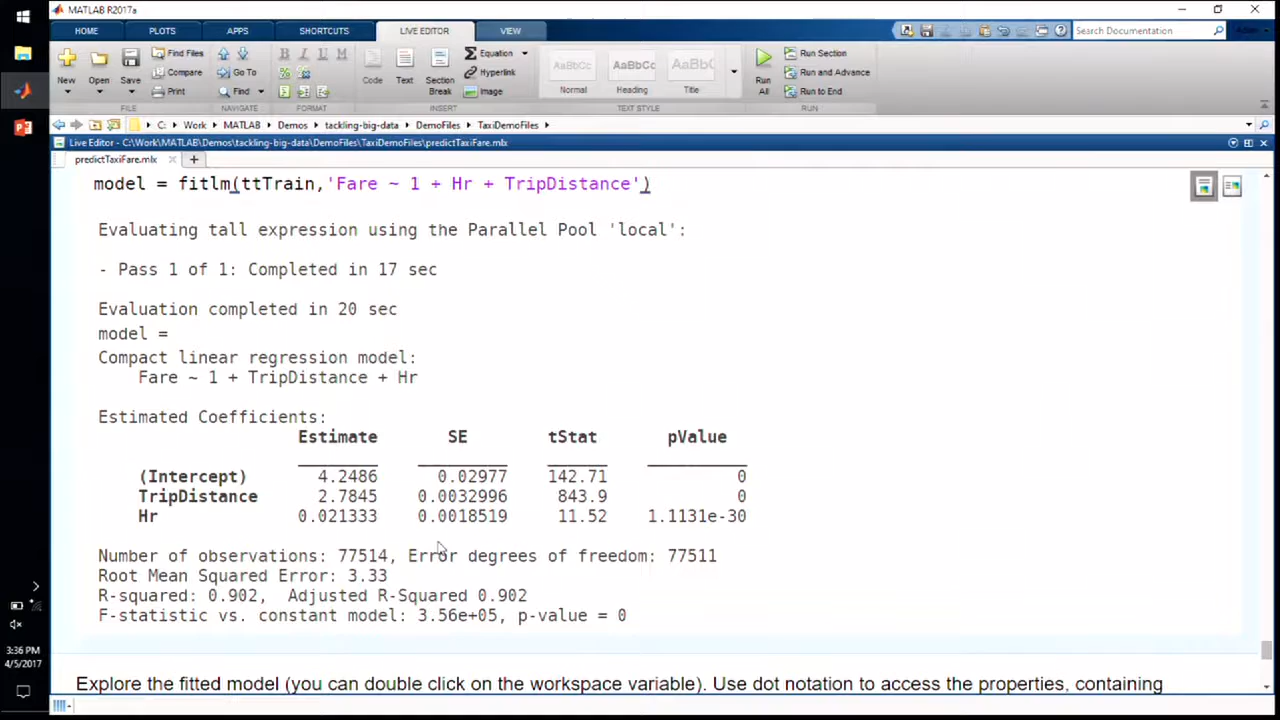 MATLAB R2017a
HOME
PLOTS
APPS
SHORTCUTS
LIVE EDITOR
VIEW
Search Documentation
New
Open
Save
Find Files
Compare
Print
Go To
Find
B I U M
Code
Text
Section Break
Equation
Hyperlink
Image
AaBbCc
Normal
AaBbCc
Heading
AaBbC
Title
Run All
Run Section
Run and Advance
Run to End
FILE
NAVIGATE
FORMAT
INSERT
TEXT STYLE
RUN
C: Work MATLAB Demos tackling-big-data DemoFiles TaxiDemoFiles
Live Editor - C:\Work\MATLAB\Demos\tackling-big-data\DemoFiles\TaxiDemoFiles\predictTaxiFare.mlx
predictTaxiFare.mlx
model = fitlm(ttTrain,'Fare ~ 1 + Hr + TripDistance')
Evaluating tall expression using the Parallel Pool 'local':
- Pass 1 of 1: Completed in 17 sec
Evaluation completed in 20 sec
model =
Compact linear regression model:
Fare ~ 1 + TripDistance + Hr
Estimated Coefficients:
Estimate SE tStat pValue
(Intercept) 4.2486 0.02977 142.71 0
TripDistance 2.7845 0.0032996 843.9 0
Hr 0.021333 0.0018519 11.52 1.1131e-30
Number of observations: 77514, Error degrees of freedom: 77511
Root Mean Squared Error: 3.33
R-squared: 0.902, Adjusted R-Squared 0.902
F-statistic vs. constant model: 3.56e+05, p-value = 0
Explore the fitted model (you can double click on the workspace variable). Use dot notation to access the properties, containing
3:36 PM
4/5/2017